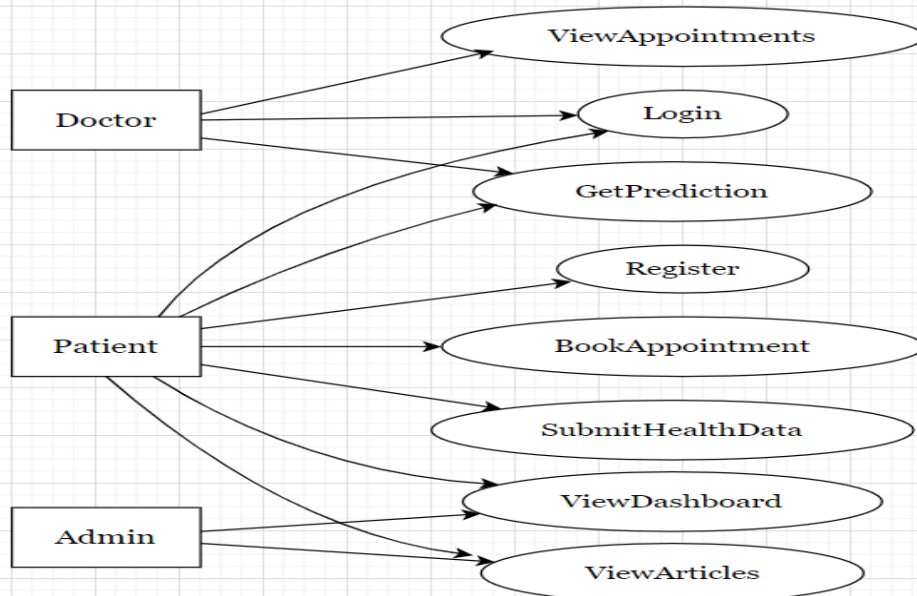 ViewAppointments
Doctor
Login
GetPrediction
Register
Patient
BookAppointment
SubmitHealthData
ViewDashboard
Admin
ViewArticles